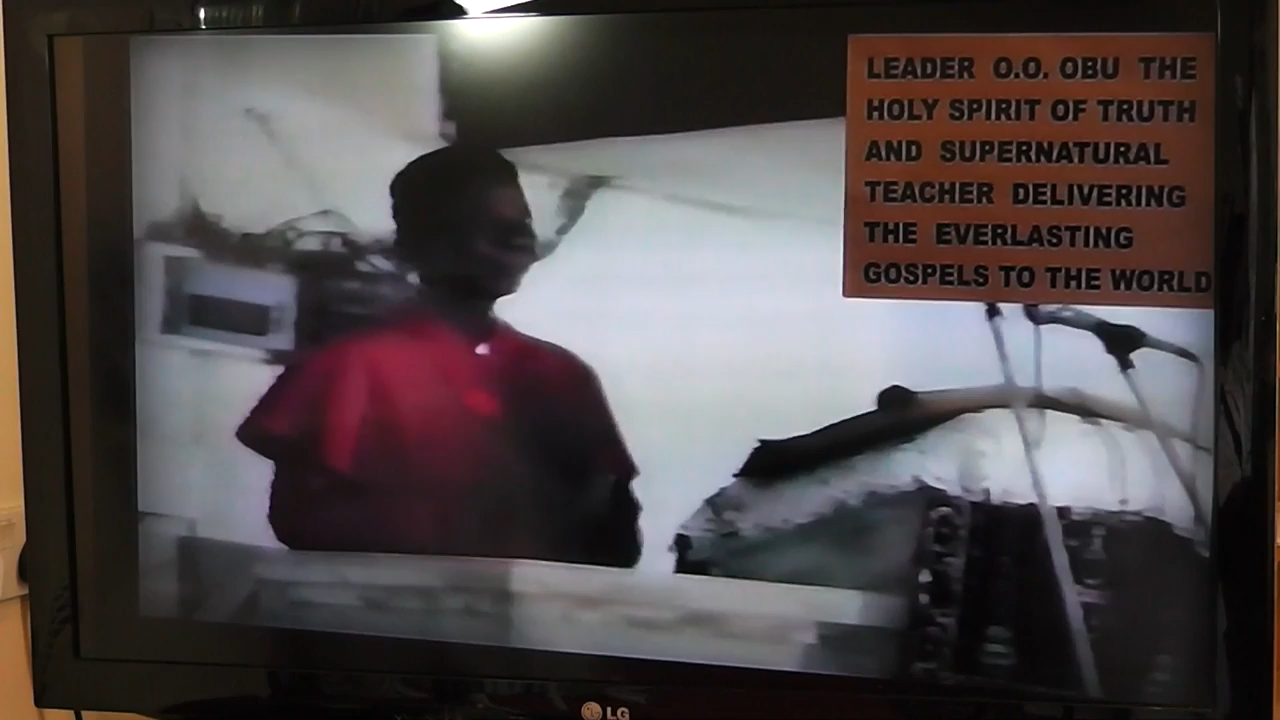 LEADER O.O. OBU THE
HOLY SPIRIT OF TRUTH
AND SUPERNATURAL
TEACHER DELIVERING
THE EVERLASTING
GOSPELS TO THE WORLD
LG